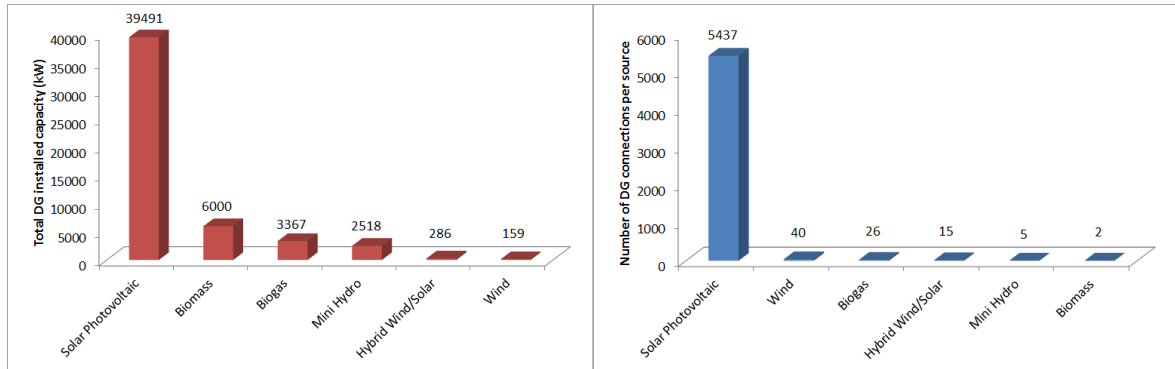 Total DG installed capacity (kW)
40000
35000
30000
25000
20000
15000
10000
5000
0
39491
6000
3367
2518
286
159
Solar Photovoltaic
Biomass
Biogas
Mini Hydro
Hybrid Wind/Solar
Wind
Number of DG connections per source
6000
5000
4000
3000
2000
1000
0
5437
40
26
15
5
2
Solar Photovoltaic
Wind
Biogas
Hybrid Wind/Solar
Mini Hydro
Biomass